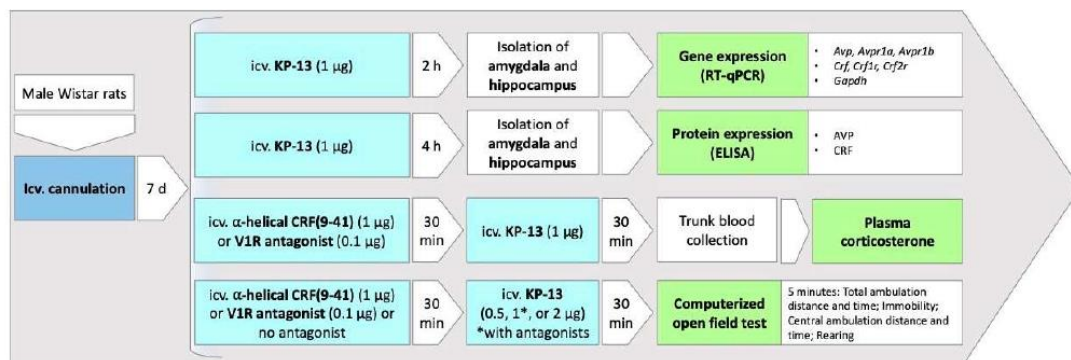 Male Wistar rats
Icv. cannulation
7 d
icv. KP-13 (1 µg)
2 h
Isolation of
amygdala and
hippocampus
Gene expression
(RT-qPCR)
• Avp, Avpr1a, Avpr1b
• Crf, Crf1r, Crf2r
• Gapdh
icv. KP-13 (1 µg)
4 h
Isolation of
amygdala and
hippocampus
Protein expression
(ELISA)
• AVP
• CRF
icv. α-helical CRF(9-41) (1 µg)
or V1R antagonist (0.1 µg)
30
min
icv. KP-13 (1 µg)
30
min
Trunk blood
collection
Plasma
corticosterone
icv. α-helical CRF(9-41) (1 µg)
or V1R antagonist (0.1 µg) or
no antagonist
30
min
icv. KP-13
(0.5, 1*, or 2 µg)
*with antagonists
30
min
Computerized
open field test
5 minutes: Total ambulation
distance and time; Immobility;
Central ambulation distance and
time; Rearing